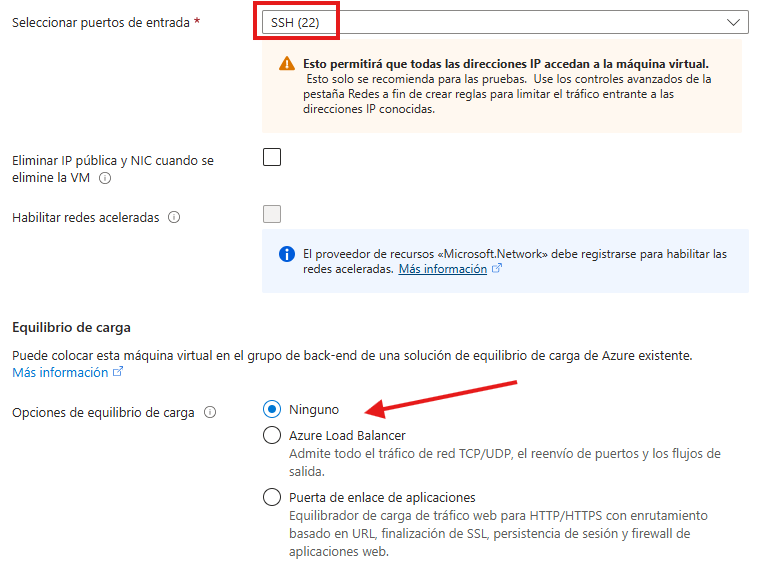 Seleccionar puertos de entrada *
SSH (22)
Esto permitirá que todas las direcciones IP accedan a la máquina virtual.
Esto solo se recomienda para las pruebas. Use los controles avanzados de la
pestaña Redes a fin de crear reglas para limitar el tráfico entrante a las
direcciones IP conocidas.
Eliminar IP pública y NIC cuando se
elimine la VM
Habilitar redes aceleradas
El proveedor de recursos «Microsoft.Network» debe registrarse para habilitar las
redes aceleradas. Más información
Equilibrio de carga
Puede colocar esta máquina virtual en el grupo de back-end de una solución de equilibrio de carga de Azure existente.
Más información
Opciones de equilibrio de carga
Ninguno
Azure Load Balancer
Admite todo el tráfico de red TCP/UDP, el reenvío de puertos y los flujos de
salida.
Puerta de enlace de aplicaciones
Equilibrador de carga de tráfico web para HTTP/HTTPS con enrutamiento
basado en URL, finalización de SSL, persistencia de sesión y firewall de
aplicaciones web.